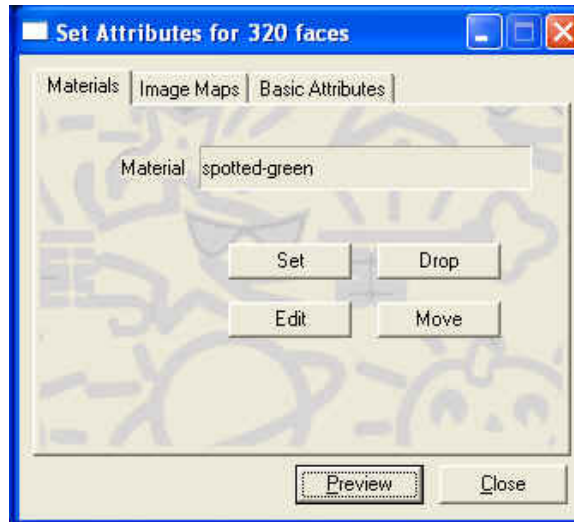 Set Attributes for 320 faces
Materials Image Maps Basic Attributes
Material spotted-green
Set Drop
Edit Move
Preview Close